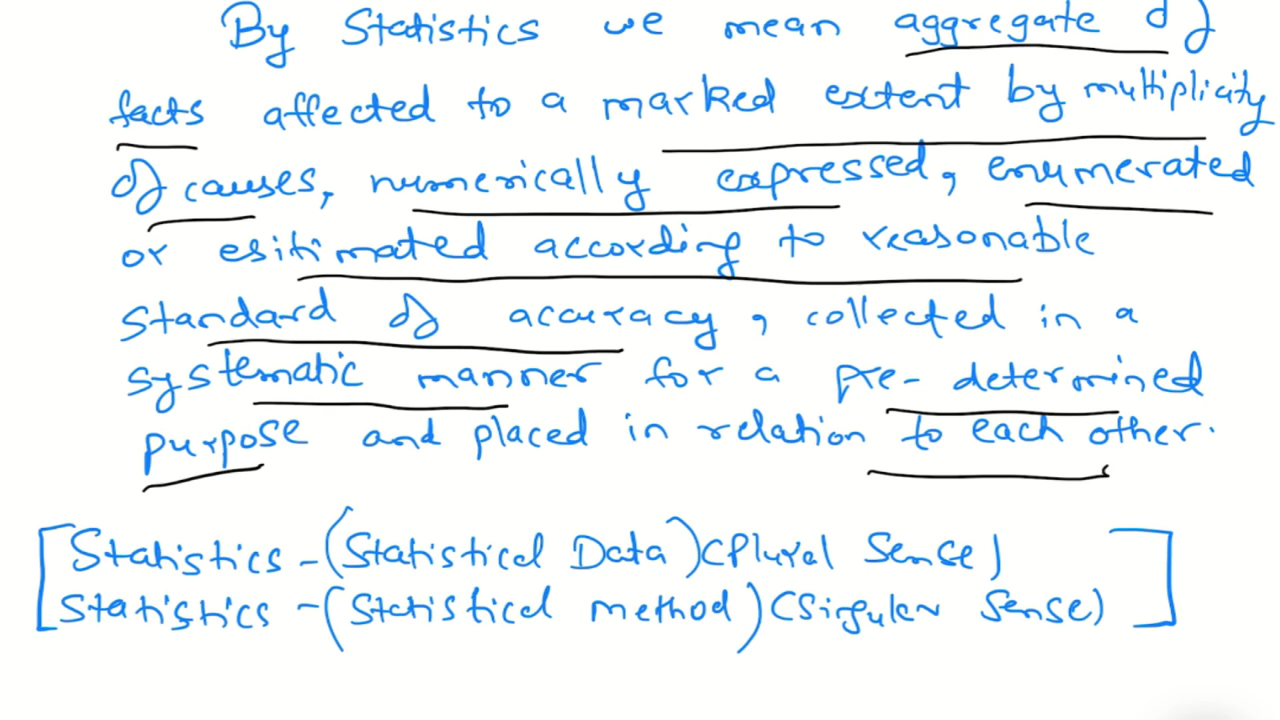 By Statistics we mean aggregate of
facts affected to a marked extent by multiplicity
of causes, numerically expressed, enumerated
or esitimated according to reasonable
standard of accuracy, collected in a
systematic manner for a pre-determined
purpose and placed in relation to each other.
[Statistics - (Statistical Data) (Plural Sense)
Statistics - (Statistical method) (Singular Sense)]